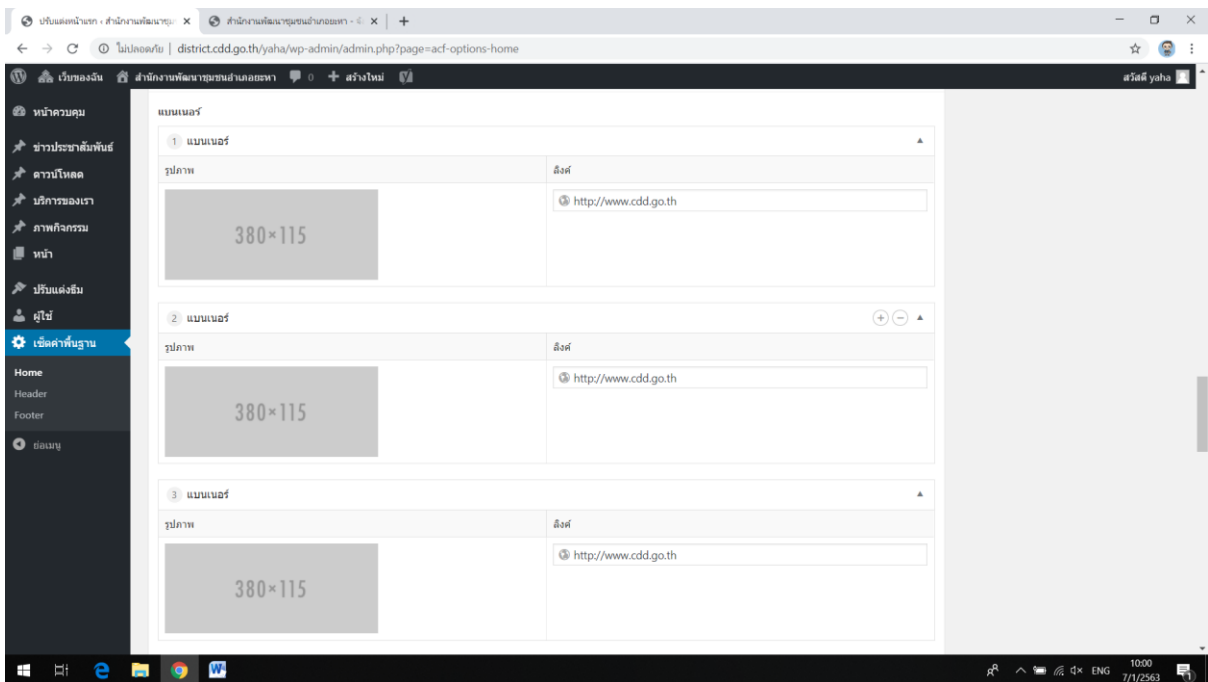 ปรับแต่งหน้าแรก ‹ สำนักงานพัฒนาชุม
สำนักงานพัฒนาชุมชนอำเภอยะหา -
ไม่ปลอดภัย | district.cdd.go.th/yaha/wp-admin/admin.php?page=acf-options-home
เว็บของฉัน สำนักงานพัฒนาชุมชนอำเภอยะหา 0 + สร้างใหม่ สวัสดี yaha
หน้าควบคุม
ข่าวประชาสัมพันธ์
ดาวน์โหลด
บริการของเรา
ภาพกิจกรรม
หน้า
ปรับแต่งธีม
ผู้ใช้
เซ็ตค่าพื้นฐาน
Home
Header
Footer
ย่อเมนู
แบนเนอร์
1 แบนเนอร์
รูปภาพ ลิงค์
380×115 http://www.cdd.go.th
2 แบนเนอร์
รูปภาพ ลิงค์
380×115 http://www.cdd.go.th
3 แบนเนอร์
รูปภาพ ลิงค์
380×115 http://www.cdd.go.th
ENG 10:00
7/1/2563